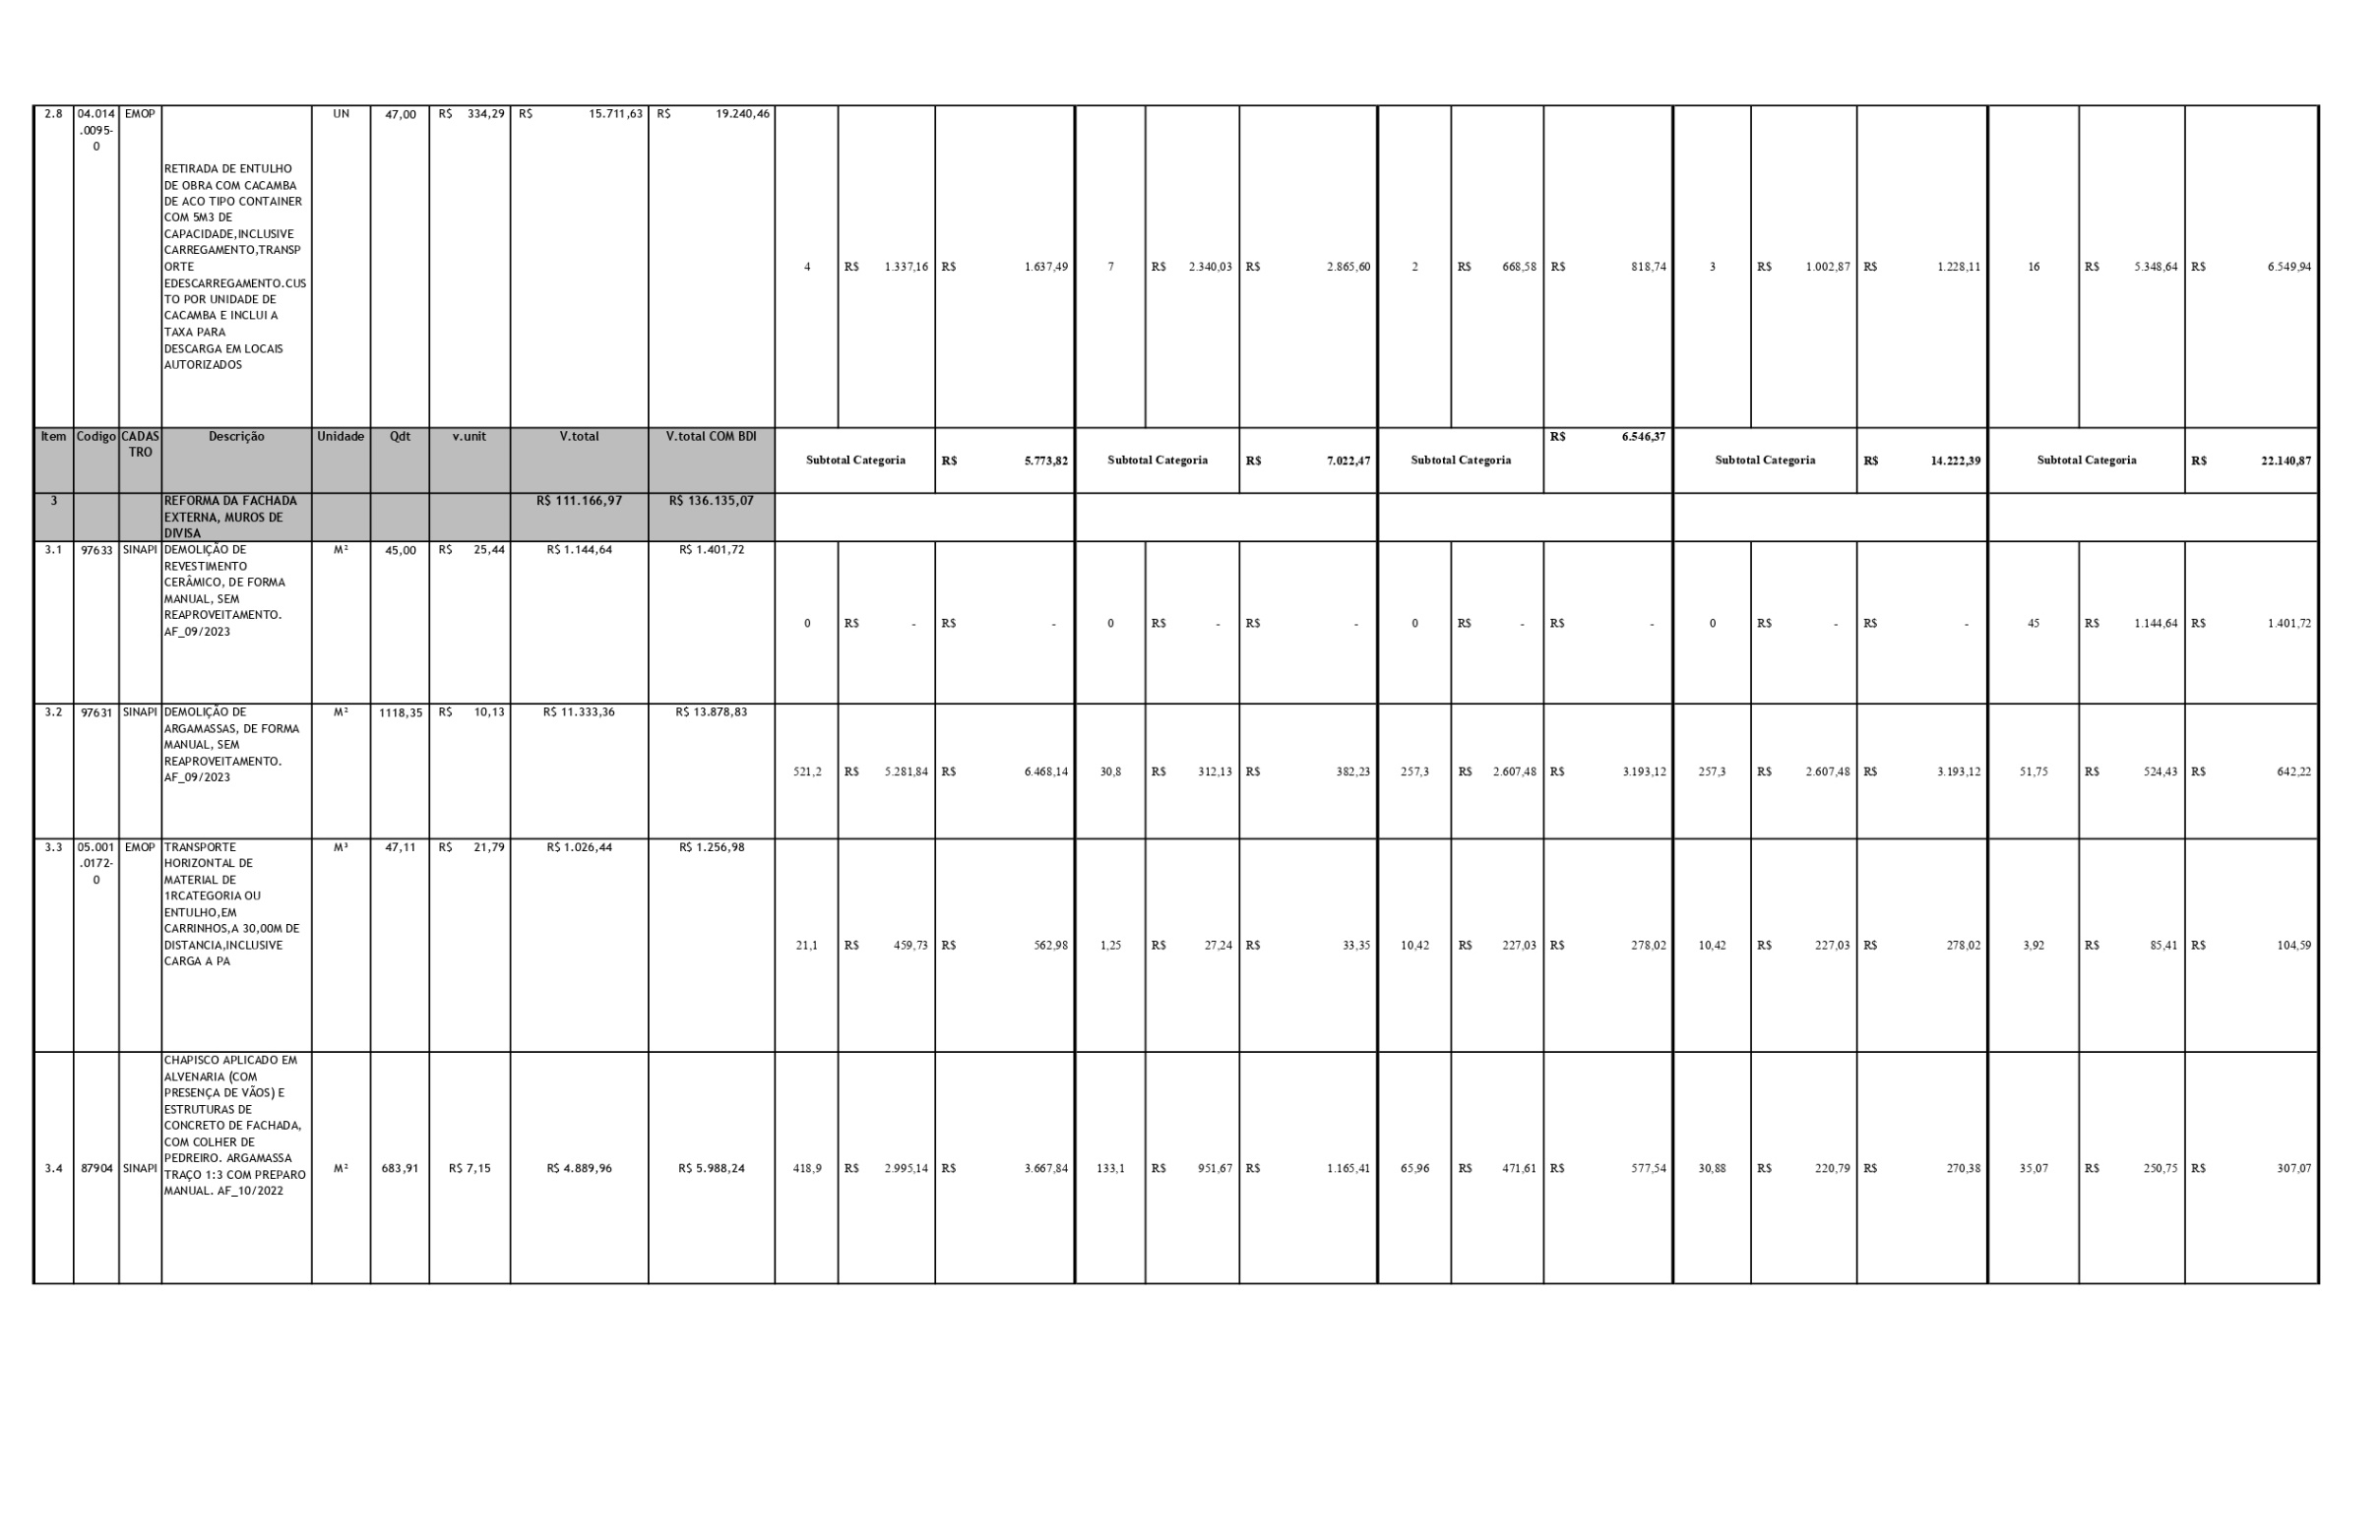 2.8 04.014 EMOP UN 47,00 R$ 334,29 R$ 15.711,63 R$ 19.240,46
.0095-
0
RETIRADA DE ENTULHO
DE OBRA COM CACAMBA
DE ACO TIPO CONTAINER
COM 5M3 DE
CAPACIDADE,INCLUSIVE
CARREGAMENTO,TRANSP
ORTE
EDESCARREGAMENTO.CUS
TO POR UNIDADE DE
CACAMBA E INCLUI A
TAXA PARA
DESCARGA EM LOCAIS
AUTORIZADOS
4 R$ 1.337,16 R$ 1.637,49 7 R$ 2.340,03 R$ 2.865,60 2 R$ 668,58 R$ 818,74 3 R$ 1.002,87 R$ 1.228,11 16 R$ 5.348,64 R$ 6.549,94
Item Codigo CADAS Descrição Unidade Qdt v.unit V.total V.total COM BDI
TRO
Subtotal Categoria R$ 5.773,82 Subtotal Categoria R$ 7.022,47 Subtotal Categoria R$ 6.546,37 Subtotal Categoria R$ 14.222,39 Subtotal Categoria R$ 22.140,87
3 REFORMA DA FACHADA R$ 111.166,97 R$ 136.135,07
EXTERNA, MUROS DE
DIVISA
3.1 97633 SINAPI DEMOLIÇÃO DE M² 45,00 R$ 25,44 R$ 1.144,64 R$ 1.401,72
REVESTIMENTO
CERÂMICO, DE FORMA
MANUAL, SEM
REAPROVEITAMENTO.
AF_09/2023
0 R$ - R$ - 0 R$ - R$ - 0 R$ - R$ - 0 R$ - R$ - 45 R$ 1.144,64 R$ 1.401,72
3.2 97631 SINAPI DEMOLIÇÃO DE M² 1118,35 R$ 10,13 R$ 11.333,36 R$ 13.878,83
ARGAMASSAS, DE FORMA
MANUAL, SEM
REAPROVEITAMENTO.
AF_09/2023
521,2 R$ 5.281,84 R$ 6.468,14 30,8 R$ 312,13 R$ 382,23 257,3 R$ 2.607,48 R$ 3.193,12 257,3 R$ 2.607,48 R$ 3.193,12 51,75 R$ 524,43 R$ 642,22
3.3 05.001 EMOP TRANSPORTE M³ 47,11 R$ 21,79 R$ 1.026,44 R$ 1.256,98
.0172- HORIZONTAL DE
0 MATERIAL DE
1RCATEGORIA OU
ENTULHO,EM
CARRINHOS,A 30,00M DE
DISTANCIA,INCLUSIVE
CARGA A PA
21,1 R$ 459,73 R$ 562,98 1,25 R$ 27,24 R$ 33,35 10,42 R$ 227,03 R$ 278,02 10,42 R$ 227,03 R$ 278,02 3,92 R$ 85,41 R$ 104,59
CHAPISCO APLICADO EM
ALVENARIA (COM
PRESENÇA DE VÃOS) E
ESTRUTURAS DE
CONCRETO DE FACHADA,
COM COLHER DE
PEDREIRO. ARGAMASSA
TRAÇO 1:3 COM PREPARO
MANUAL. AF_10/2022
3.4 87904 SINAPI M² 683,91 R$ 7,15 R$ 4.889,96 R$ 5.988,24 418,9 R$ 2.995,14 R$ 3.667,84 133,1 R$ 951,67 R$ 1.165,41 65,96 R$ 471,61 R$ 577,54 30,88 R$ 220,79 R$ 270,38 35,07 R$ 250,75 R$ 307,07